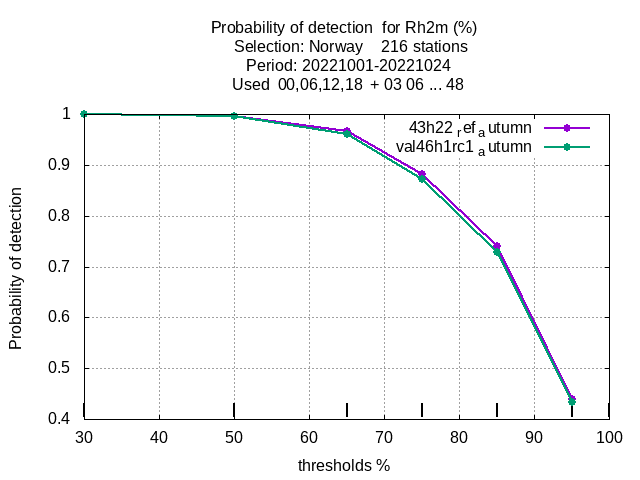 Probability of detection for Rh2m (%)
Selection: Norway 216 stations
Period: 20221001-20221024
Used 00,06,12,18 + 03 06 ... 48
43h22 ref a utumn
val46h1rc1 a utumn
1
0.9
0.8
0.7
0.6
0.5
0.4
Probability of detection
30 40 50 60 70 80 90 100
thresholds %